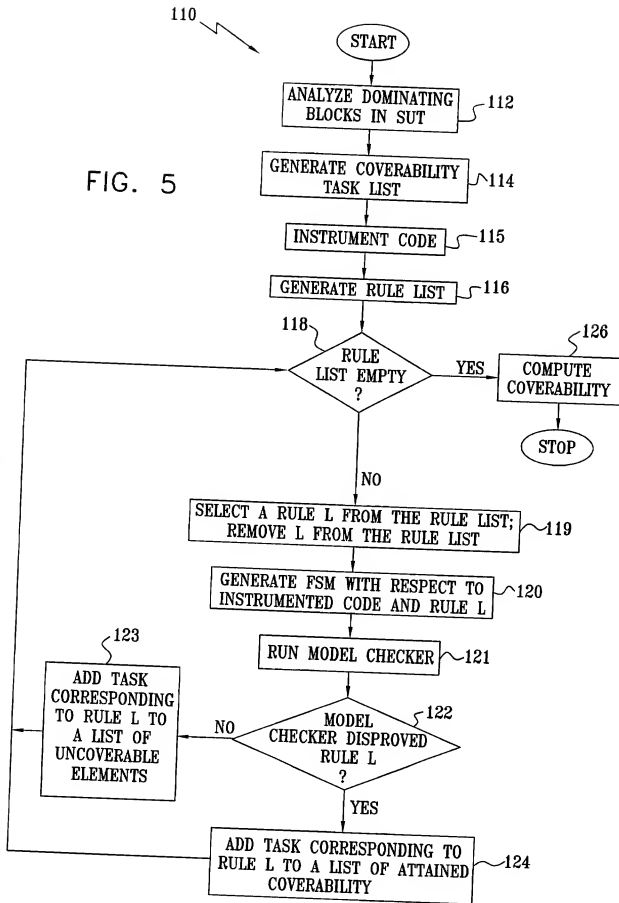 110
START
ANALYZE DOMINATING
BLOCKS IN SUT
112
FIG. 5
GENERATE COVERABILITY
TASK LIST
114
INSTRUMENT CODE
115
GENERATE RULE LIST
116
118
RULE
LIST EMPTY
?
YES
126
COMPUTE
COVERABILITY
STOP
NO
SELECT A RULE L FROM THE RULE LIST;
REMOVE L FROM THE RULE LIST
119
GENERATE FSM WITH RESPECT TO
INSTRUMENTED CODE AND RULE L
120
RUN MODEL CHECKER
121
123
ADD TASK
CORRESPONDING
TO RULE L TO
A LIST OF
UNCOVERABLE
ELEMENTS
NO
122
MODEL
CHECKER DISPROVED
RULE L
?
YES
ADD TASK CORRESPONDING TO
RULE L TO A LIST OF ATTAINED
COVERABILITY
124